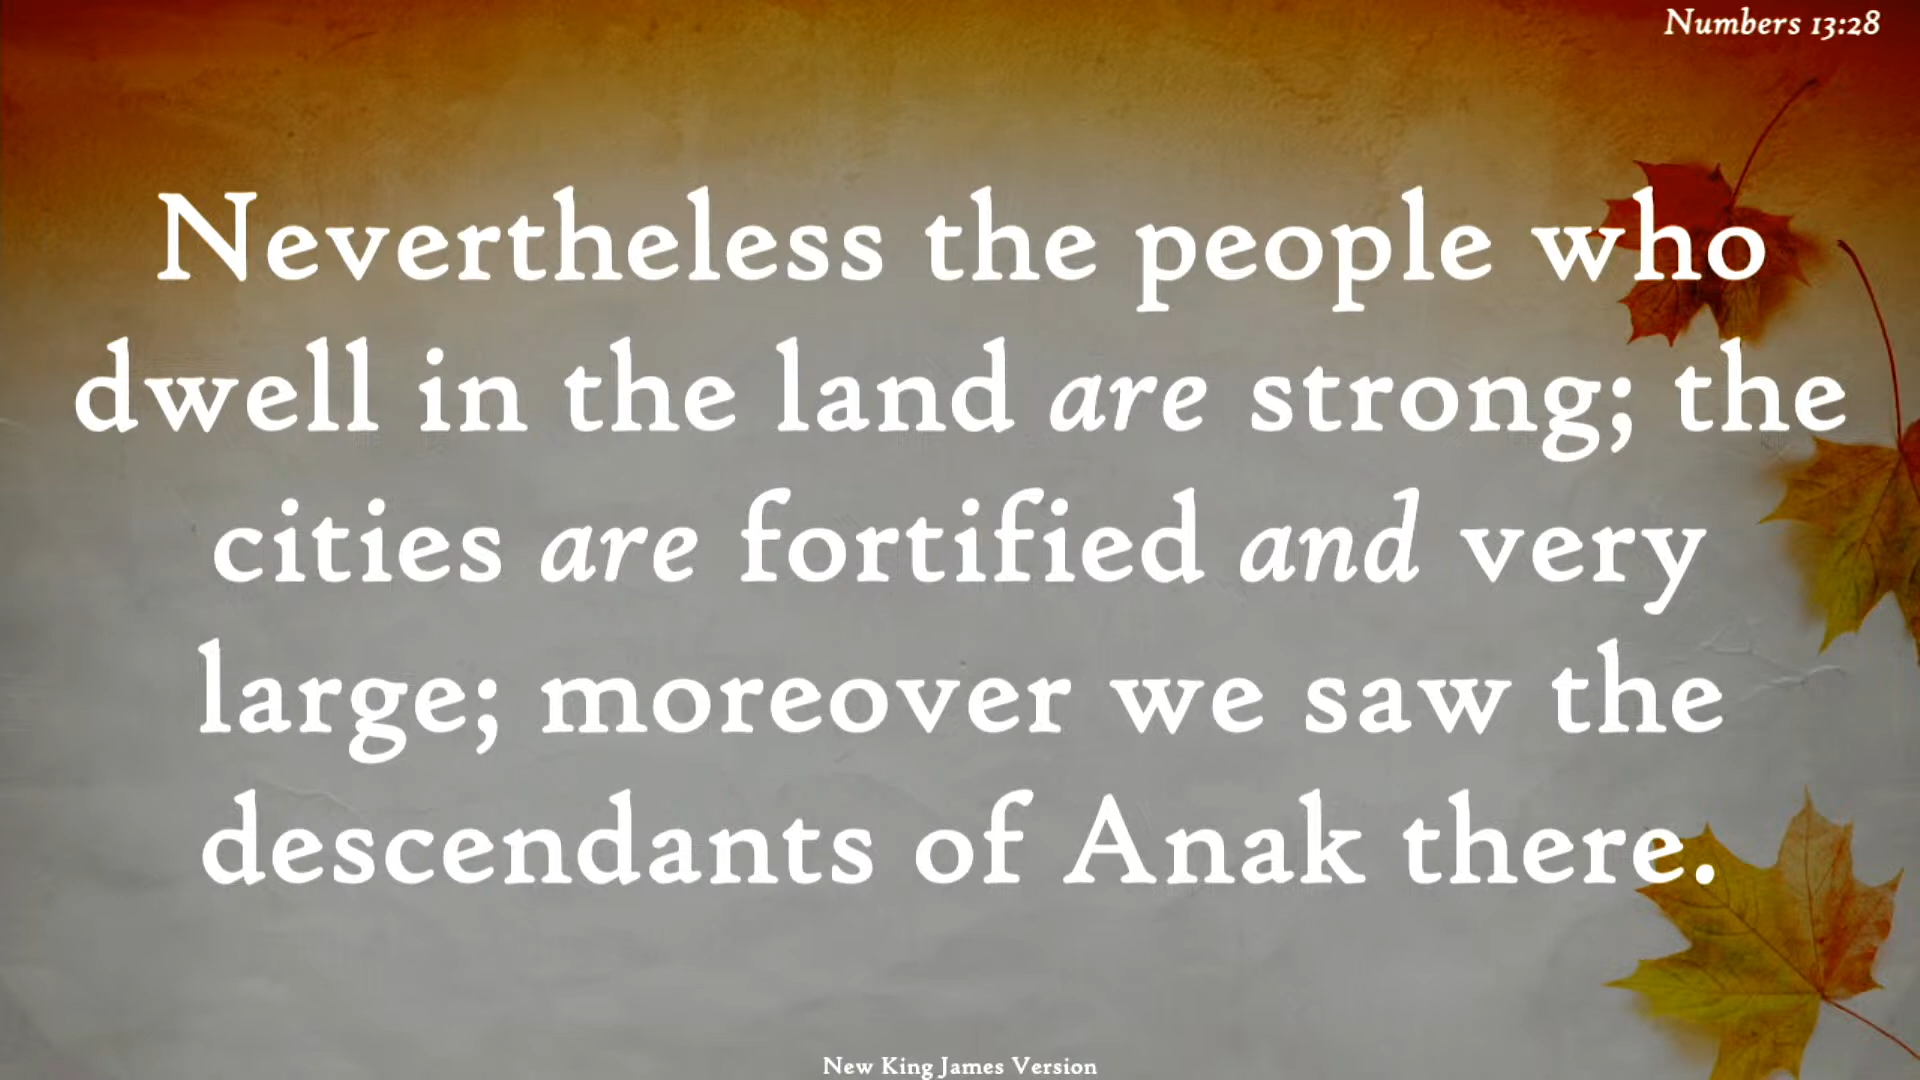 Numbers 13:28
Nevertheless the people who
dwell in the land are strong; the
cities are fortified and very
large; moreover we saw the
descendants of Anak there.
New King James Version